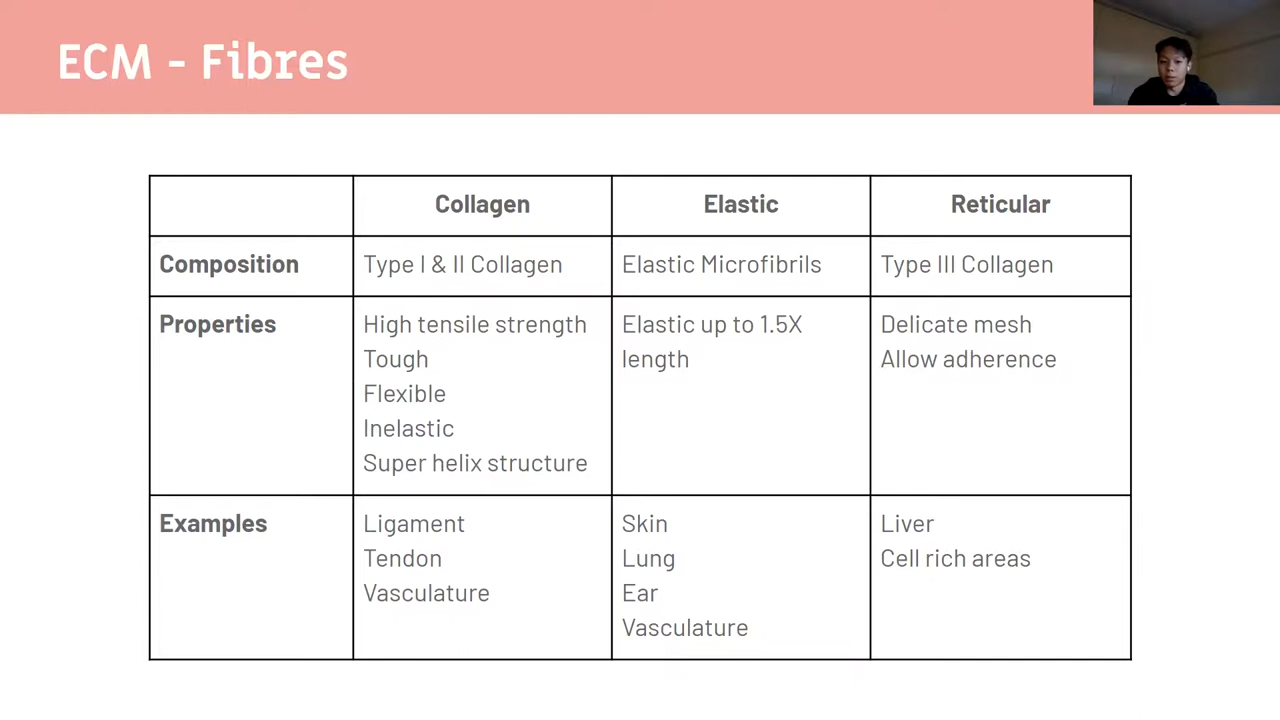 ECM - Fibres
Collagen
Elastic
Reticular
Composition
Type I & II Collagen
Elastic Microfibrils
Type III Collagen
Properties
High tensile strength
Tough
Flexible
Inelastic
Super helix structure
Elastic up to 1.5X
length
Delicate mesh
Allow adherence
Examples
Ligament
Tendon
Vasculature
Skin
Lung
Ear
Vasculature
Liver
Cell rich areas